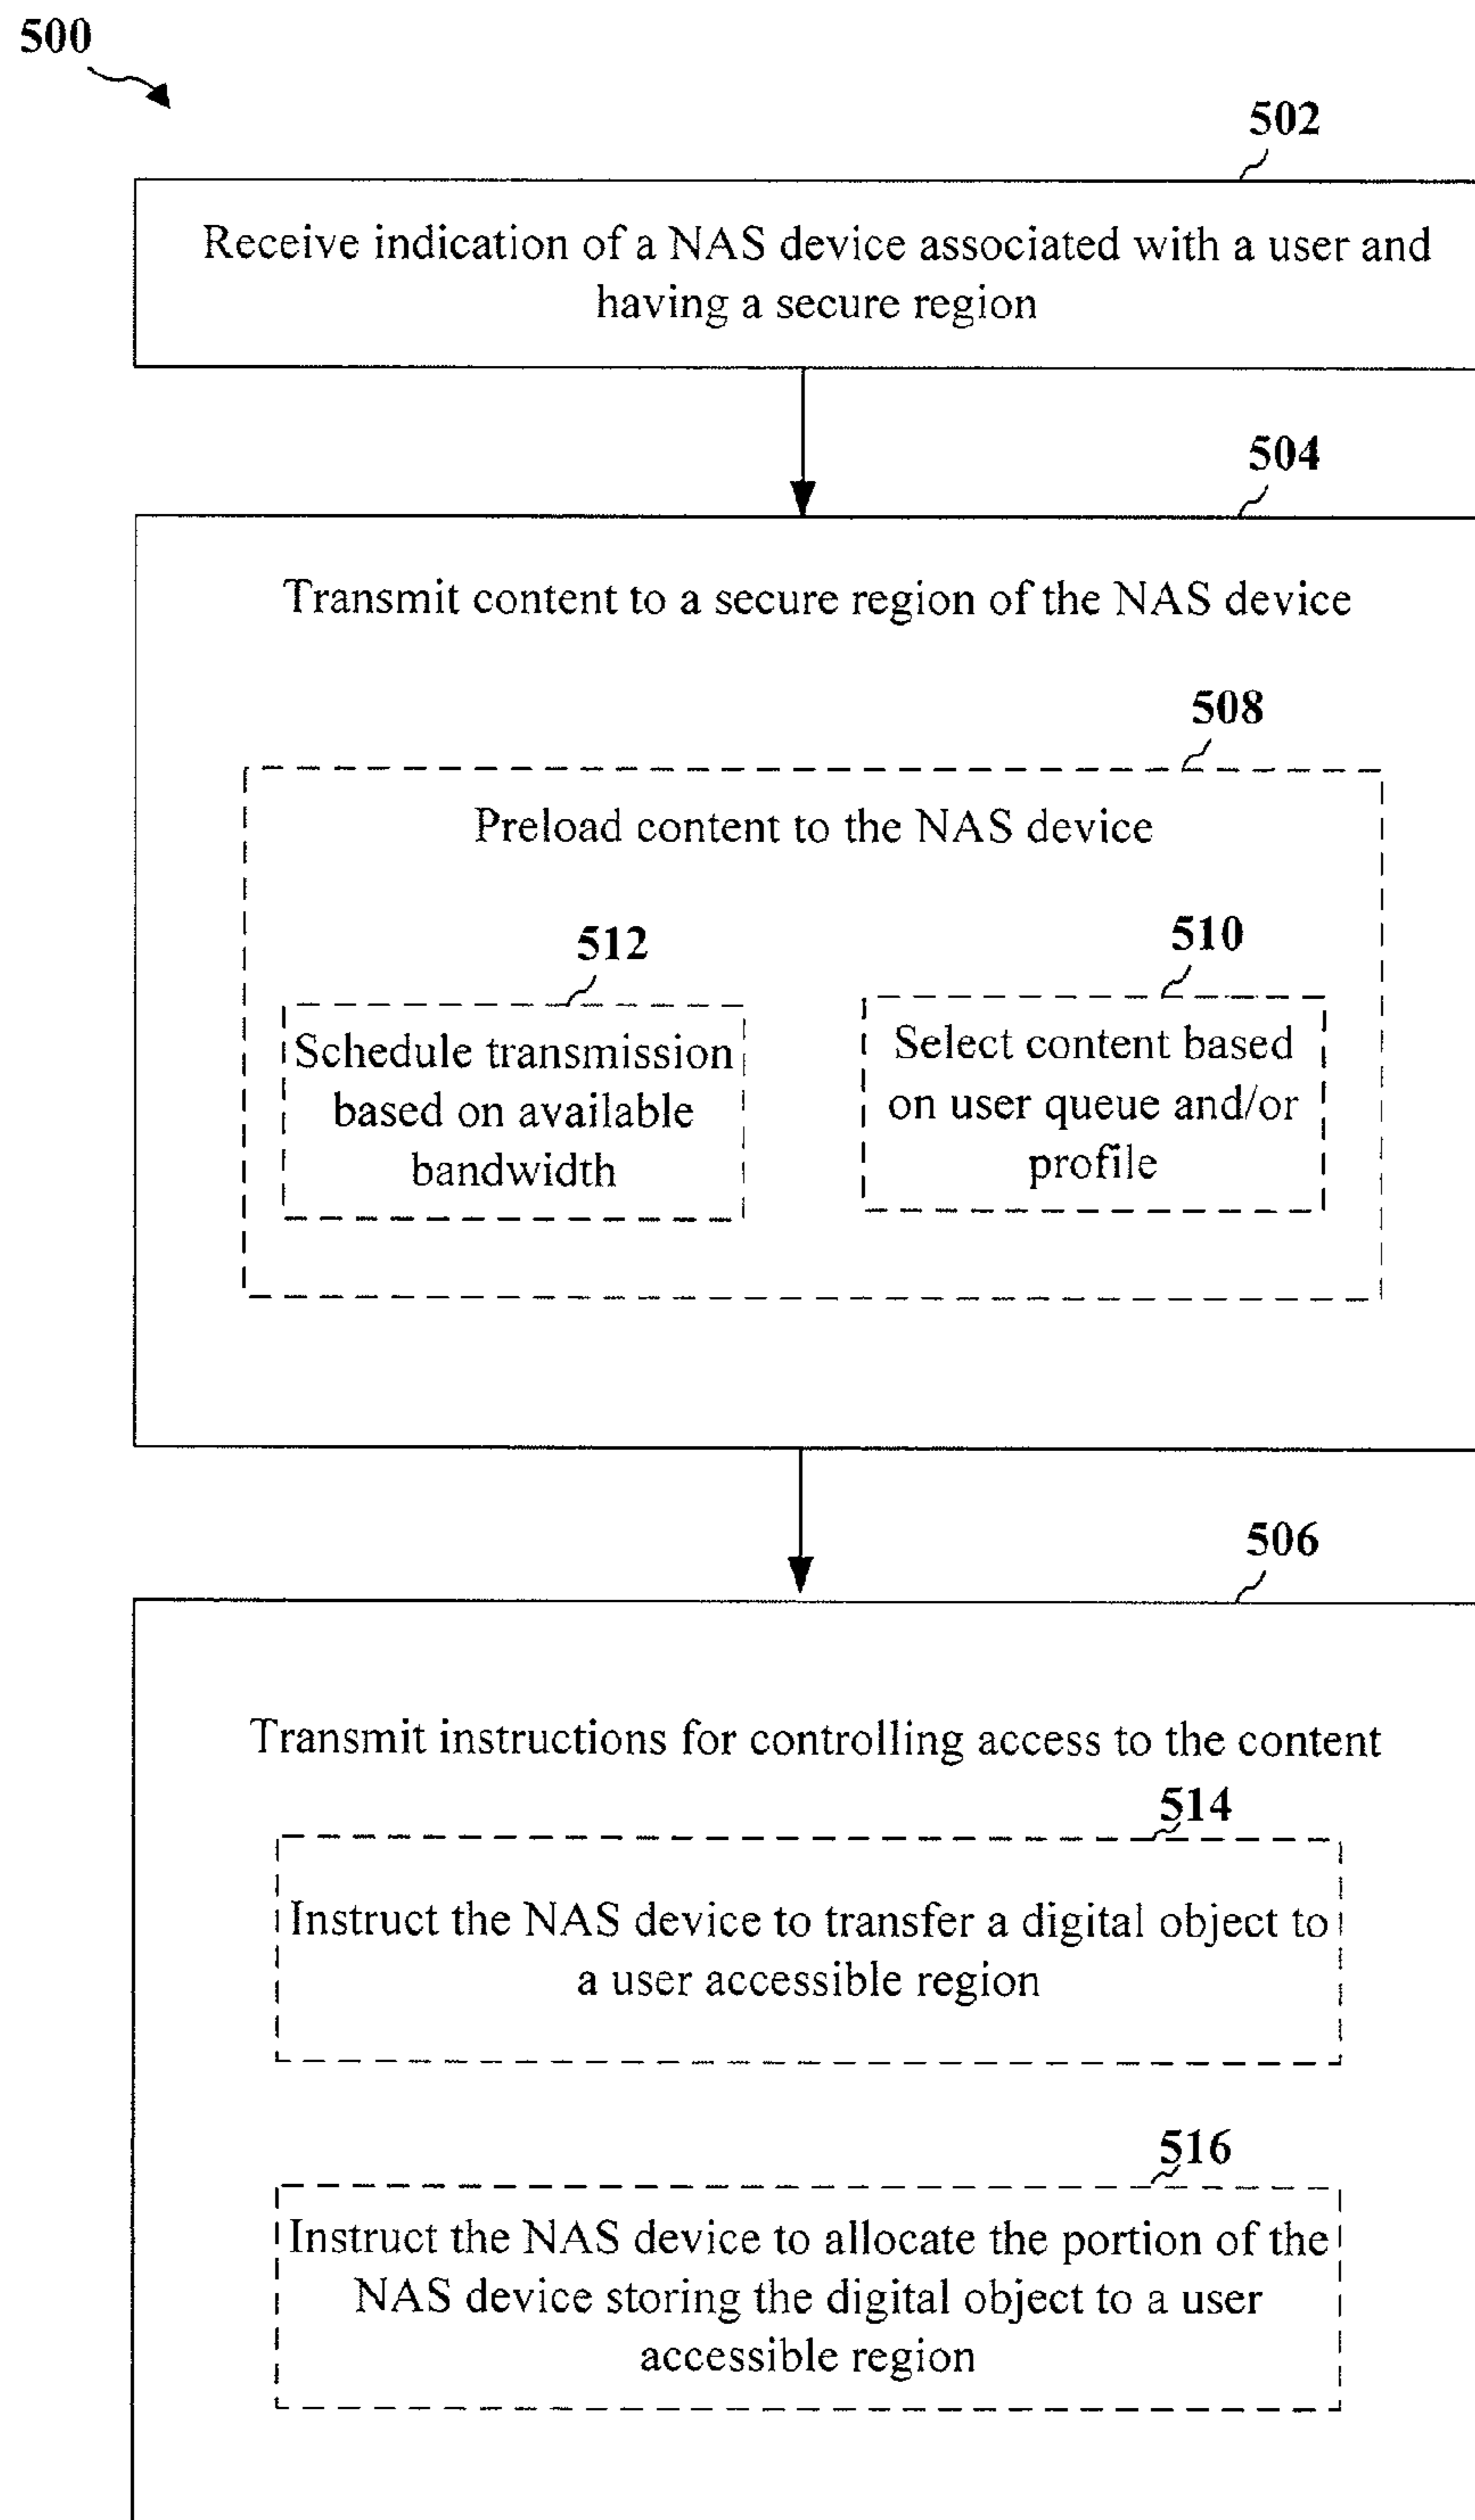 500
502
Receive indication of a NAS device associated with a user and
having a secure region
504
Transmit content to a secure region of the NAS device
508
Preload content to the NAS device
512
Schedule transmission
based on available
bandwidth
510
Select content based
on user queue and/or
profile
506
Transmit instructions for controlling access to the content
514
Instruct the NAS device to transfer a digital object to
a user accessible region
516
Instruct the NAS device to allocate the portion of the
NAS device storing the digital object to a user
accessible region